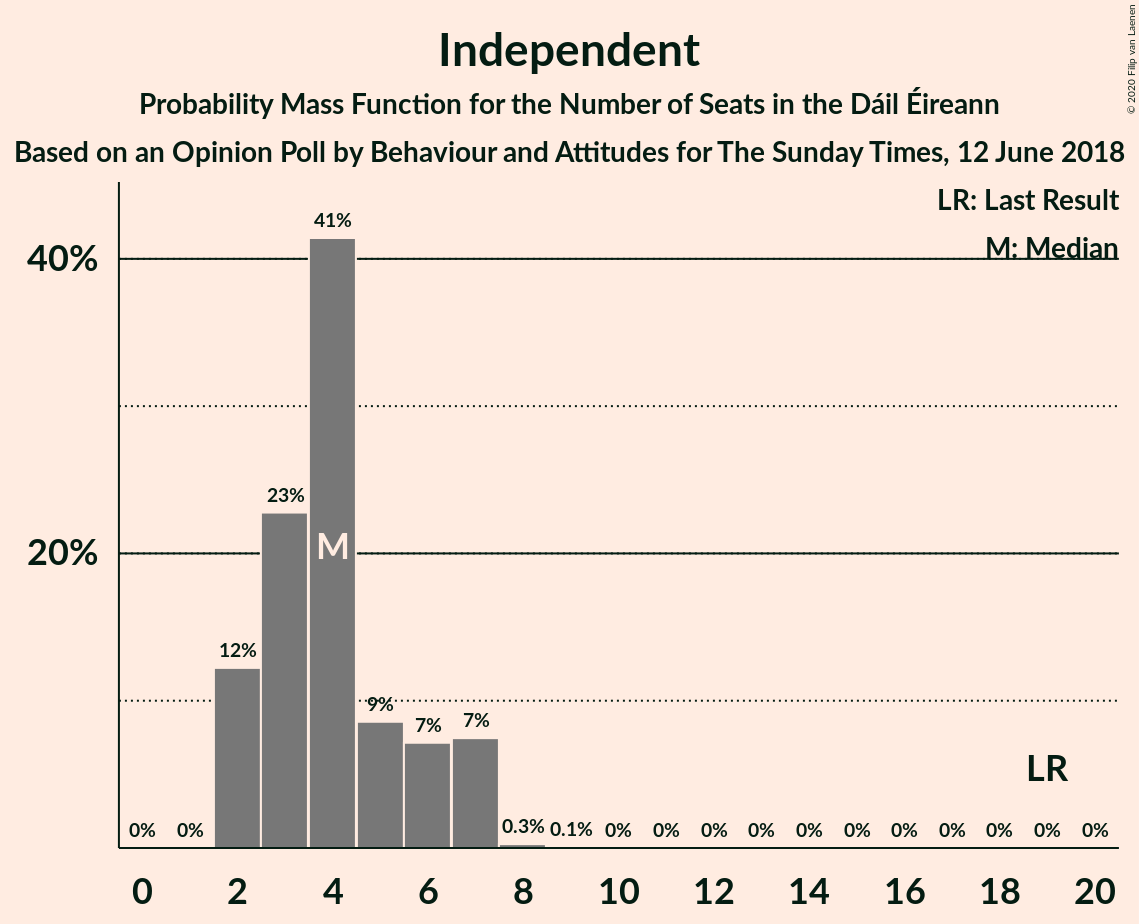 Independent
Probability Mass Function for the Number of Seats in the Dáil Éireann
Based on an Opinion Poll by Behaviour and Attitudes for The Sunday Times, 12 June 2018
© 2020 Filip van Laenen
LR: Last Result
M: Median
40%
20%
0% 0% 12% 23% 41% 9% 7% 7% 0.3% 0.1% 0% 0% 0% 0% 0% 0% 0% 0% 0% 0% 0%
M
LR
0 2 4 6 8 10 12 14 16 18 20